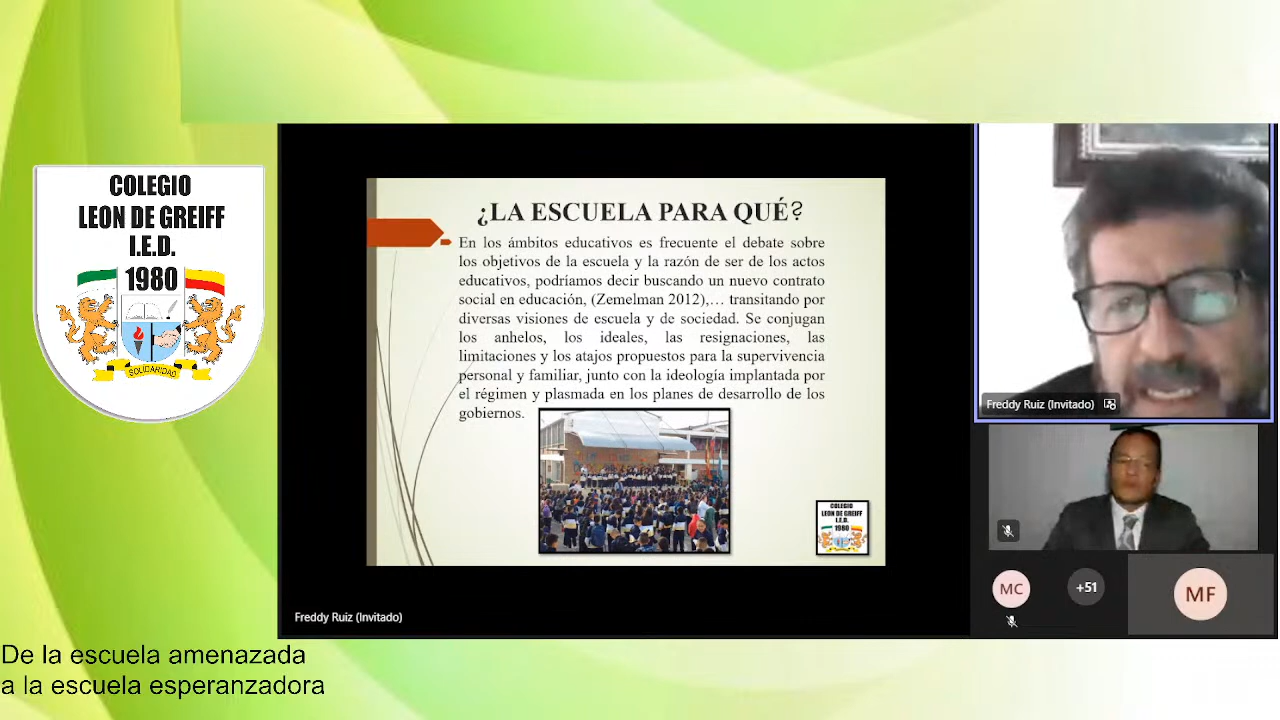 COLEGIO
LEON DE GREIFF
I.E.D.
1980
SOLIDARIDAD
¿LA ESCUELA PARA QUÉ?
En los ámbitos educativos es frecuente el debate sobre
los objetivos de la escuela y la razón de ser de los actos
educativos, podríamos decir buscando un nuevo contrato
social en educación, (Zemelman 2012),… transitando por
diversas visiones de escuela y de sociedad. Se conjugan
los anhelos, los ideales, las resignaciones, las
limitaciones y los atajos propuestos para la supervivencia
personal y familiar, junto con la ideología implantada por
el régimen y plasmada en los planes de desarrollo de los
gobiernos.
COLEGIO
LEON DE GREIFF
I.E.D.
1980
Freddy Ruiz (Invitado)
Freddy Ruiz (Invitado)
MC
+51
MF
De la escuela amenazada
a la escuela esperanzadora